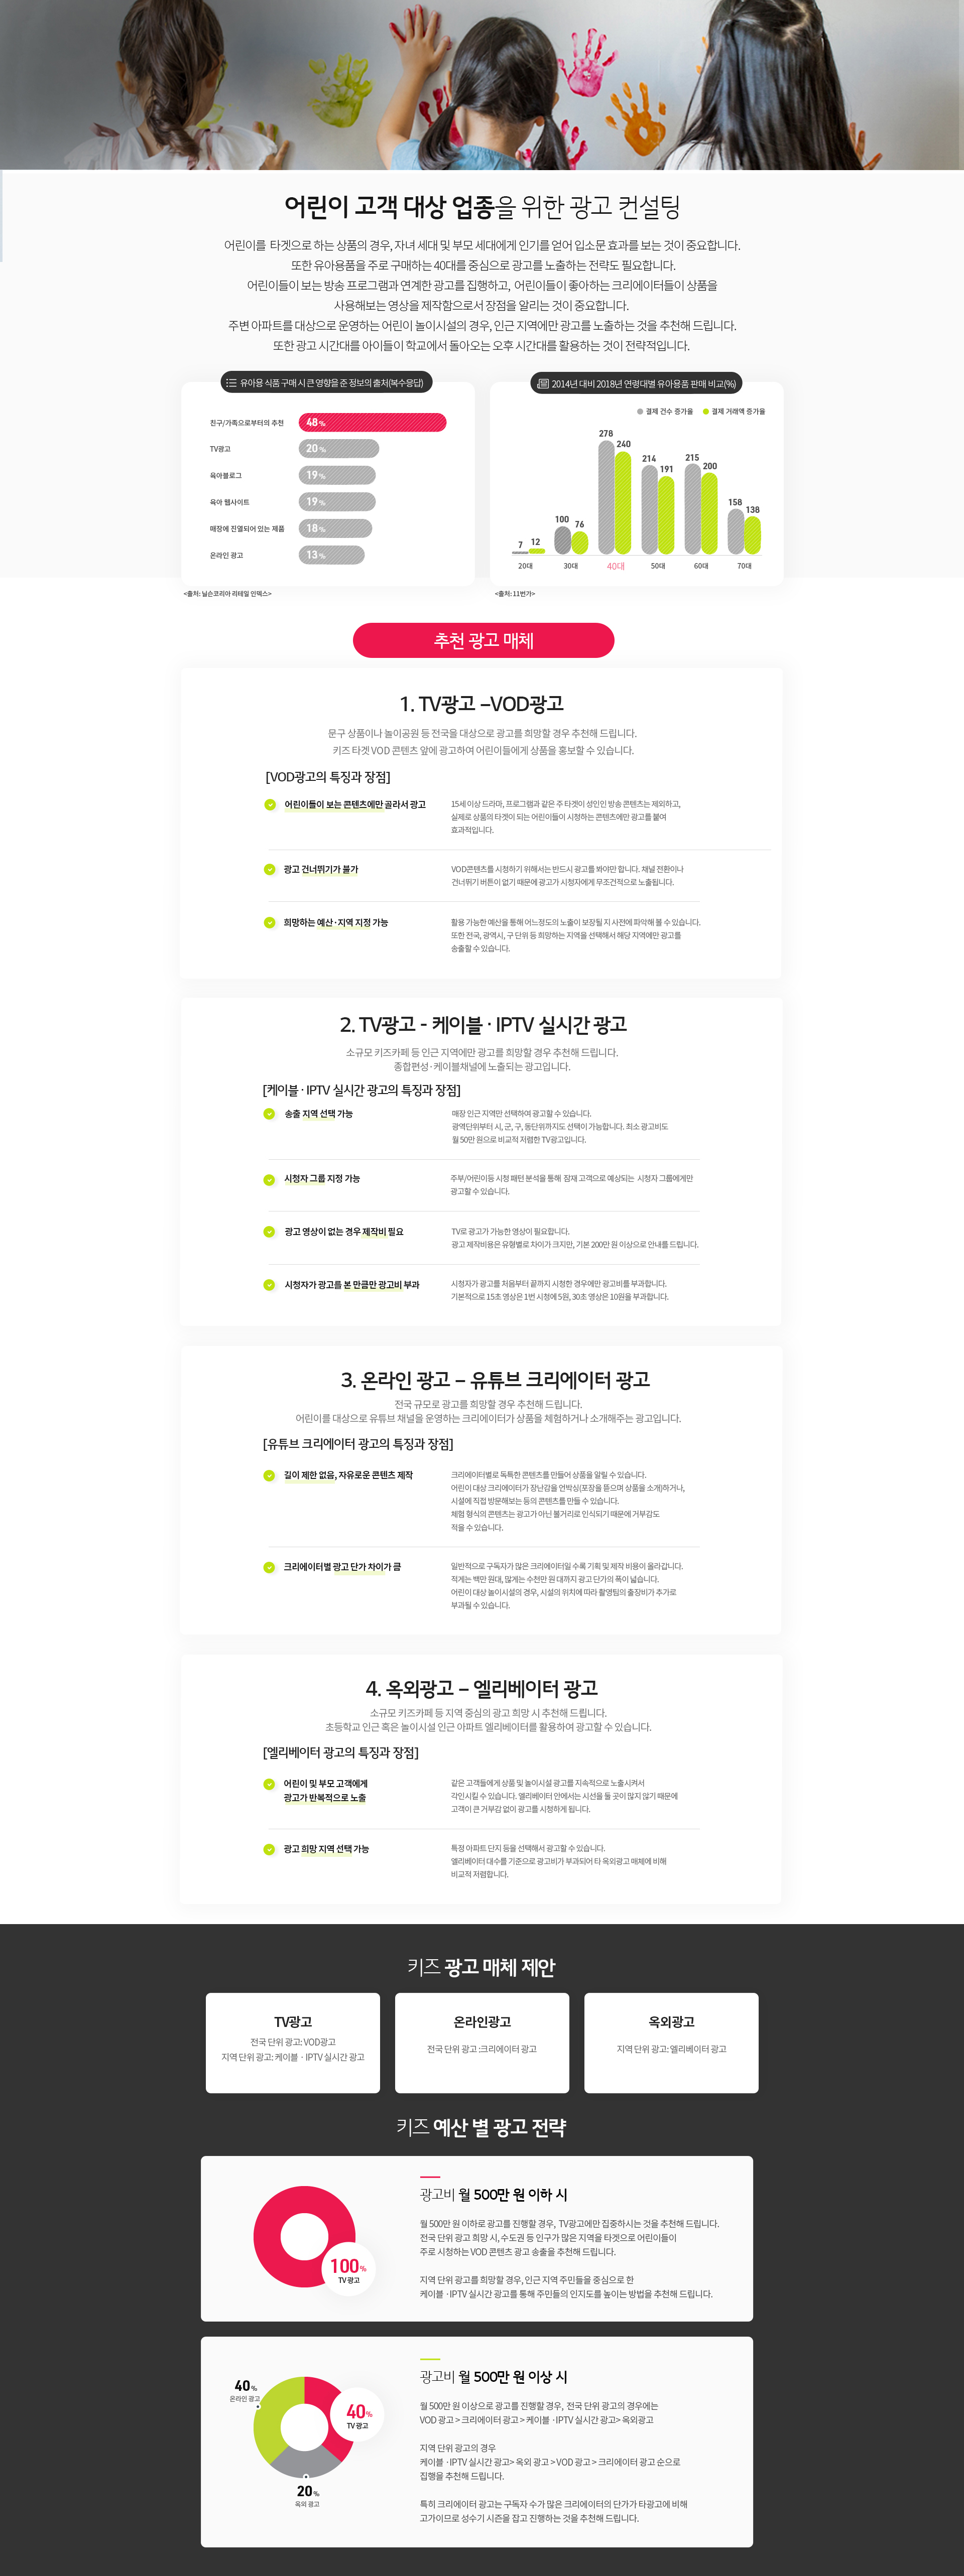 어린이 고객 대상 업종을 위한 광고 컨설팅
어린이를 타겟으로 하는 상품의 경우, 자녀 세대 및 부모 세대에게 인기를 얻어 입소문 효과를 보는 것이 중요합니다.
또한 유아용품을 주로 구매하는 40대를 중심으로 광고를 노출하는 전략도 필요합니다.
어린이들이 보는 방송 프로그램과 연계한 광고를 집행하고, 어린이들이 좋아하는 크리에이터들이 상품을
사용해보는 영상을 제작함으로서 장점을 알리는 것이 중요합니다.
주변 아파트를 대상으로 운영하는 어린이 놀이시설의 경우, 인근 지역에만 광고를 노출하는 것을 추천해 드립니다.
또한 광고 시간대를 아이들이 학교에서 돌아오는 오후 시간대를 활용하는 것이 전략적입니다.
유아용 식품 구매 시 큰 영향을 준 정보의 출처(복수응답)
친구/가족으로부터의 추천 48%
TV광고 20%
육아블로그 19%
육아 웹사이트 19%
매장에 진열되어 있는 제품 18%
온라인 광고 13%
<출처: 닐슨코리아 리테일 인덱스>
2014년 대비 2018년 연령대별 유아용품 판매 비교(%)
결제 건수 증가율 결제 거래액 증가율
7 12 100 76 278 240 214 191 215 200 158 138
20대 30대 40대 50대 60대 70대
<출처: 11번가>
추천 광고 매체
1. TV광고 –VOD광고
문구 상품이나 놀이공원 등 전국을 대상으로 광고를 희망할 경우 추천해 드립니다.
키즈 타겟 VOD 콘텐츠 앞에 광고하여 어린이들에게 상품을 홍보할 수 있습니다.
[VOD광고의 특징과 장점]
어린이들이 보는 콘텐츠에만 골라서 광고
15세 이상 드라마, 프로그램과 같은 주 타겟이 성인인 방송 콘텐츠는 제외하고,
실제로 상품의 타겟이 되는 어린이들이 시청하는 콘텐츠에만 광고를 붙여
효과적입니다.
광고 건너뛰기가 불가
VOD콘텐츠를 시청하기 위해서는 반드시 광고를 봐야만 합니다. 채널 전환이나
건너뛰기 버튼이 없기 때문에 광고가 시청자에게 무조건적으로 노출됩니다.
희망하는 예산 · 지역 지정 가능
활용 가능한 예산을 통해 어느정도의 노출이 보장될 지 사전에 파악해 볼 수 있습니다.
또한 전국, 광역시, 구 단위 등 희망하는 지역을 선택해서 해당 지역에만 광고를
송출할 수 있습니다.
2. TV광고 - 케이블 · IPTV 실시간 광고
소규모 키즈카페 등 인근 지역에만 광고를 희망할 경우 추천해 드립니다.
종합편성 · 케이블채널에 노출되는 광고입니다.
[케이블 · IPTV 실시간 광고의 특징과 장점]
송출 지역 선택 가능
매장 인근 지역만 선택하여 광고할 수 있습니다.
광역단위부터 시, 군, 구, 동단위까지도 선택이 가능합니다. 최소 광고비도
월 50만 원으로 비교적 저렴한 TV광고입니다.
시청자 그룹 지정 가능
주부/어린이등 시청 패턴 분석을 통해 잠재 고객으로 예상되는 시청자 그룹에게만
광고할 수 있습니다.
광고 영상이 없는 경우 제작비 필요
TV로 광고가 가능한 영상이 필요합니다.
광고 제작비용은 유형별로 차이가 크지만, 기본 200만 원 이상으로 안내를 드립니다.
시청자가 광고를 본 만큼만 광고비 부과
시청자가 광고를 처음부터 끝까지 시청한 경우에만 광고비를 부과합니다.
기본적으로 15초 영상은 1번 시청에 5원, 30초 영상은 10원을 부과합니다.
3. 온라인 광고 – 유튜브 크리에이터 광고
전국 규모로 광고를 희망할 경우 추천해 드립니다.
어린이를 대상으로 유튜브 채널을 운영하는 크리에이터가 상품을 체험하거나 소개해주는 광고입니다.
[유튜브 크리에이터 광고의 특징과 장점]
길이 제한 없음, 자유로운 콘텐츠 제작
크리에이터별로 독특한 콘텐츠를 만들어 상품을 알릴 수 있습니다.
어린이 대상 크리에이터가 장난감을 언박싱(포장을 뜯으며 상품을 소개)하거나,
시설에 직접 방문해보는 등의 콘텐츠를 만들 수 있습니다.
체험 형식의 콘텐츠는 광고가 아닌 볼거리로 인식되기 때문에 거부감도
적을 수 있습니다.
크리에이터별 광고 단가 차이가 큼
일반적으로 구독자가 많은 크리에이터일 수록 기획 및 제작 비용이 올라갑니다.
적게는 백만 원대, 많게는 수천만 원 대까지 광고 단가의 폭이 넓습니다.
어린이 대상 놀이시설의 경우, 시설의 위치에 따라 촬영팀의 출장비가 추가로
부과될 수 있습니다.
4. 옥외광고 – 엘리베이터 광고
소규모 키즈카페 등 지역 중심의 광고 희망 시 추천해 드립니다.
초등학교 인근 혹은 놀이시설 인근 아파트 엘리베이터를 활용하여 광고할 수 있습니다.
[엘리베이터 광고의 특징과 장점]
어린이 및 부모 고객에게
광고가 반복적으로 노출
같은 고객들에게 상품 및 놀이시설 광고를 지속적으로 노출시켜서
각인시킬 수 있습니다. 엘리베이터 안에서는 시선을 둘 곳이 많지 않기 때문에
고객이 큰 거부감 없이 광고를 시청하게 됩니다.
광고 희망 지역 선택 가능
특정 아파트 단지 등을 선택해서 광고할 수 있습니다.
엘리베이터 대수를 기준으로 광고비가 부과되어 타 옥외광고 매체에 비해
비교적 저렴합니다.
키즈 광고 매체 제안
TV광고
전국 단위 광고: VOD광고
지역 단위 광고: 케이블 · IPTV 실시간 광고
온라인광고
전국 단위 광고 :크리에이터 광고
옥외광고
지역 단위 광고: 엘리베이터 광고
키즈 예산 별 광고 전략
100%
TV 광고
광고비 월 500만 원 이하 시
월 500만 원 이하로 광고를 진행할 경우, TV광고에만 집중하시는 것을 추천해 드립니다.
전국 단위 광고 희망 시, 수도권 등 인구가 많은 지역을 타겟으로 어린이들이
주로 시청하는 VOD 콘텐츠 광고 송출을 추천해 드립니다.
지역 단위 광고를 희망할 경우, 인근 지역 주민들을 중심으로 한
케이블 · IPTV 실시간 광고를 통해 주민들의 인지도를 높이는 방법을 추천해 드립니다.
40%
온라인 광고
40%
TV 광고
20%
옥외 광고
광고비 월 500만 원 이상 시
월 500만 원 이상으로 광고를 진행할 경우, 전국 단위 광고의 경우에는
VOD 광고 > 크리에이터 광고 > 케이블 · IPTV 실시간 광고> 옥외광고
지역 단위 광고의 경우
케이블 · IPTV 실시간 광고> 옥외 광고 > VOD 광고 > 크리에이터 광고 순으로
집행을 추천해 드립니다.
특히 크리에이터 광고는 구독자 수가 많은 크리에이터의 단가가 타광고에 비해
고가이므로 성수기 시즌을 잡고 진행하는 것을 추천해 드립니다.